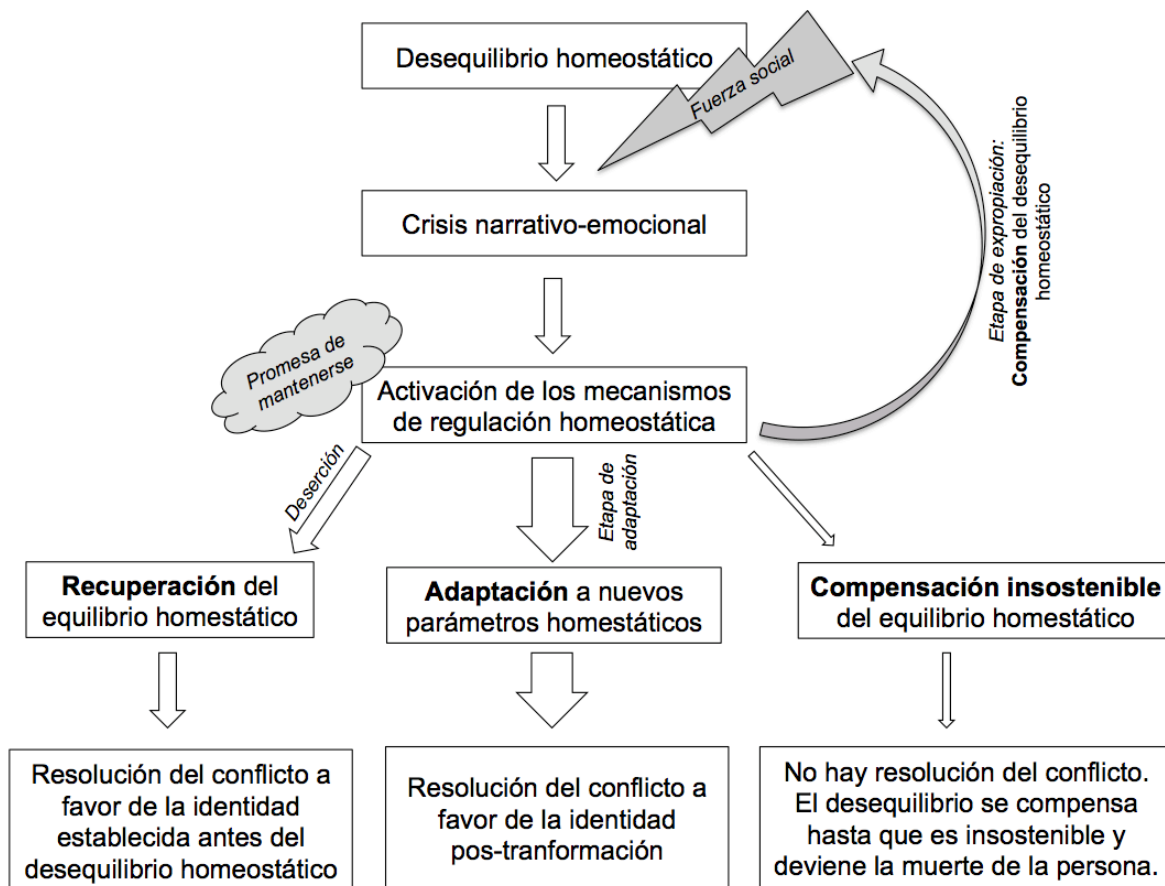 Desequilibrio homeostático
Fuerza social
Etapa de expropiación:
Compensación del desequilibrio
homeostático
Crisis narrativo-emocional
Promesa de
mantenerse
Activación de los mecanismos
de regulación homeostática
Deserción
Etapa de
adaptación
Recuperación del
equilibrio homestático
Adaptación a nuevos
parámetros homestáticos
Compensación insostenible
del equilibrio homestático
Resolución del conflicto a
favor de la identidad
establecida antes del
desequilibrio homeostático
Resolución del conflicto a
favor de la identidad
pos-tranformación
No hay resolución del conflicto.
El desequilibrio se compensa
hasta que es insostenible y
deviene la muerte de la persona.